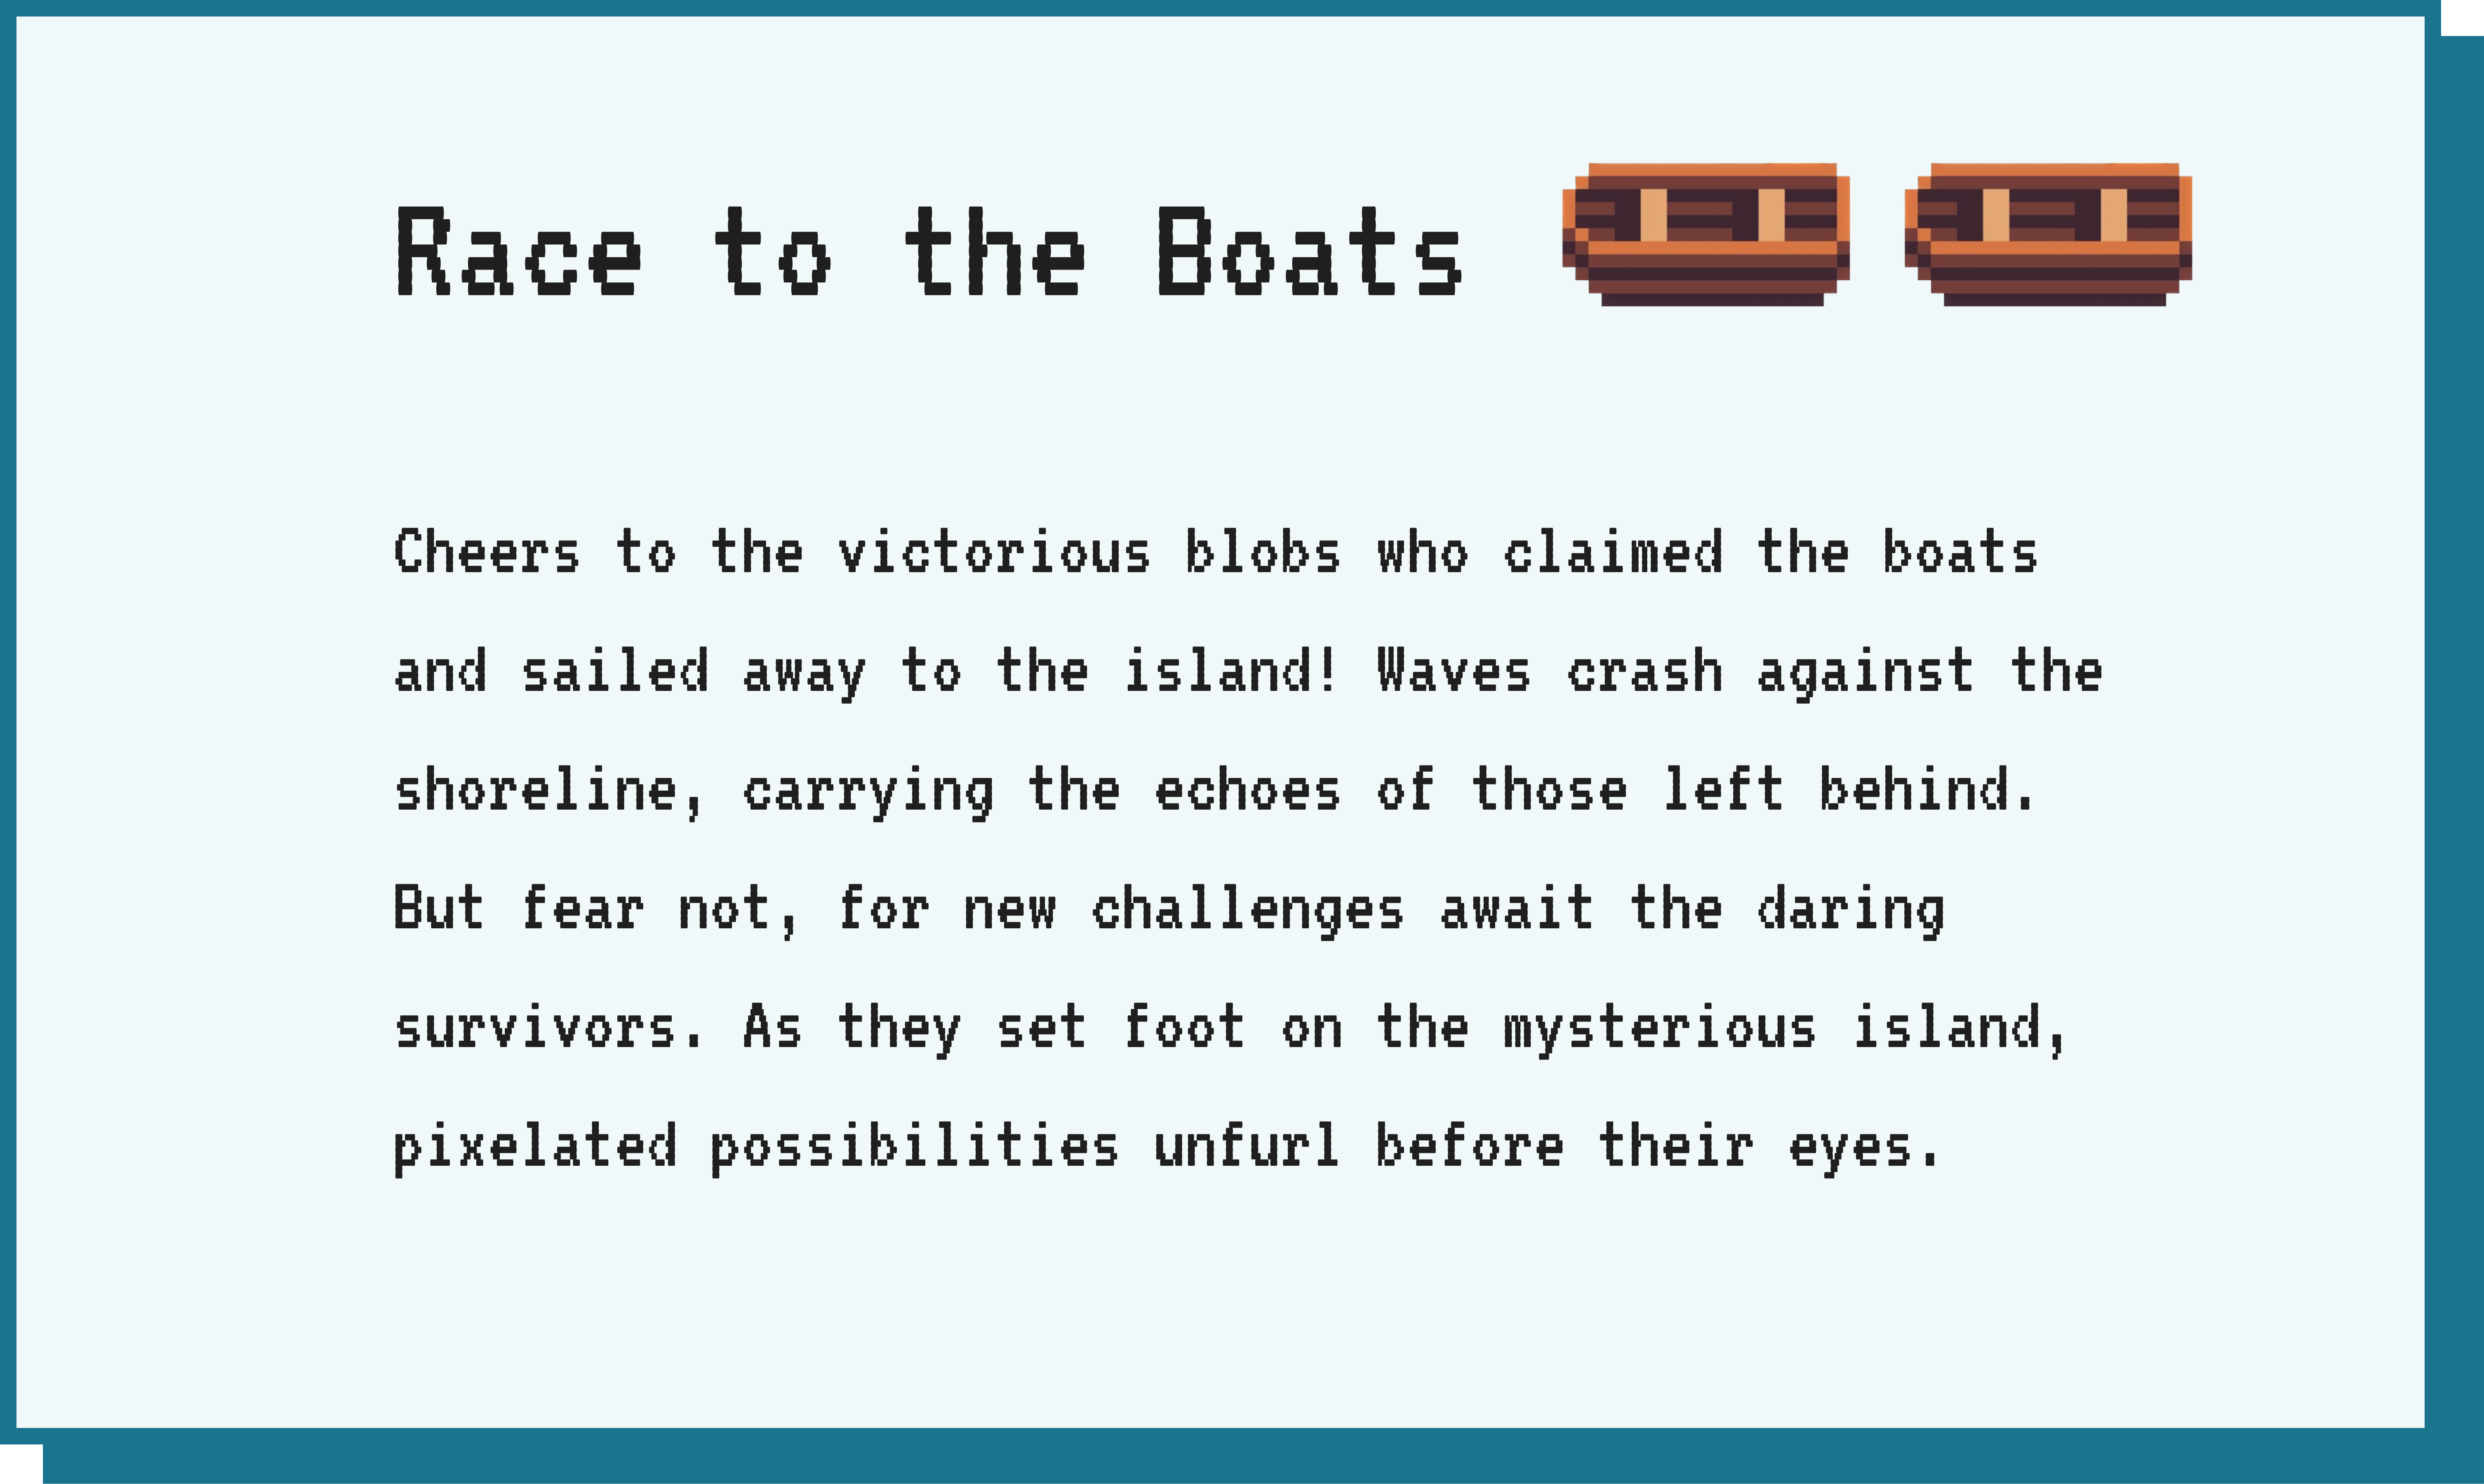 Race to the Boats
Cheers to the victorious blobs who claimed the boats
and sailed away to the island! Waves crash against the
shoreline, carrying the echoes of those left behind.
But fear not, for new challenges await the daring
survivors. As they set foot on the mysterious island,
pixelated possibilities unfurl before their eyes.